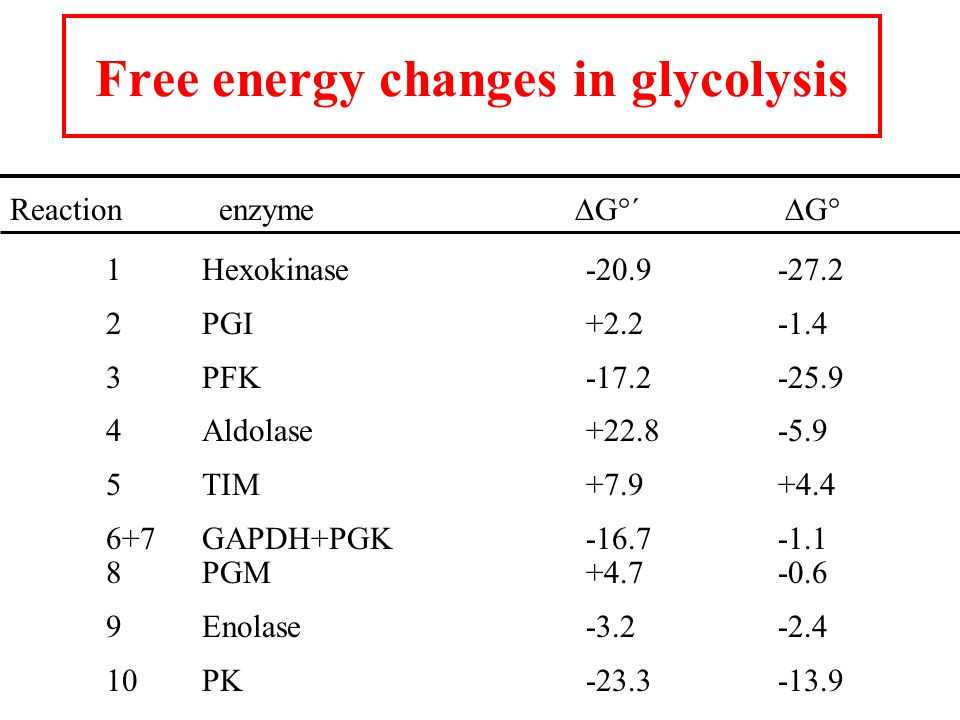 Free energy changes in glycolysis
Reaction enzyme ΔG°´ ΔG°
1 Hexokinase -20.9 -27.2
2 PGI +2.2 -1.4
3 PFK -17.2 -25.9
4 Aldolase +22.8 -5.9
5 TIM +7.9 +4.4
6+7 GAPDH+PGK -16.7 -1.1
8 PGM +4.7 -0.6
9 Enolase -3.2 -2.4
10 PK -23.3 -13.9